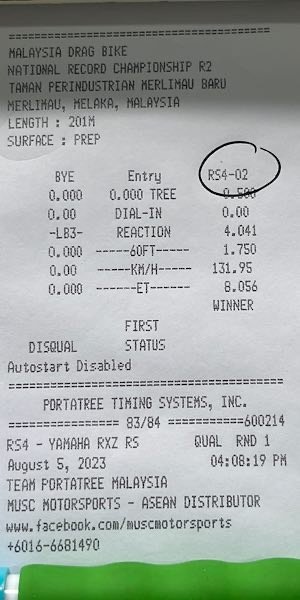 ==============================
MALAYSIA DRAG BIKE
NATIONAL RECORD CHAMPIONSHIP R2
TAMAN PERINDUSTRIAN MERLIMAU BARU
MERLIMAU, MELAKA, MALAYSIA
LENGTH : 201M
SURFACE : PREP
BYE Entry RS4-02
0.000 0.000 TREE 0.500
0.00 DIAL-IN 0.00
-LB3- REACTION 4.041
0.000 ------60FT----- 1.750
0.00 ------KM/H----- 131.95
0.000 ------ET----- 8.056
WINNER
FIRST
DISQUAL STATUS
Autostart Disabled
==============================
PORTATREE TIMING SYSTEMS, INC.
================ 83/84 ===========600214
RS4 - YAMAHA RXZ RS QUAL RND 1
August 5, 2023 04:08:19 PM
TEAM PORTATREE MALAYSIA
MUSC MOTORSPORTS - ASEAN DISTRIBUTOR
www.facebook.com/muscmotorsports
+6016-6681490